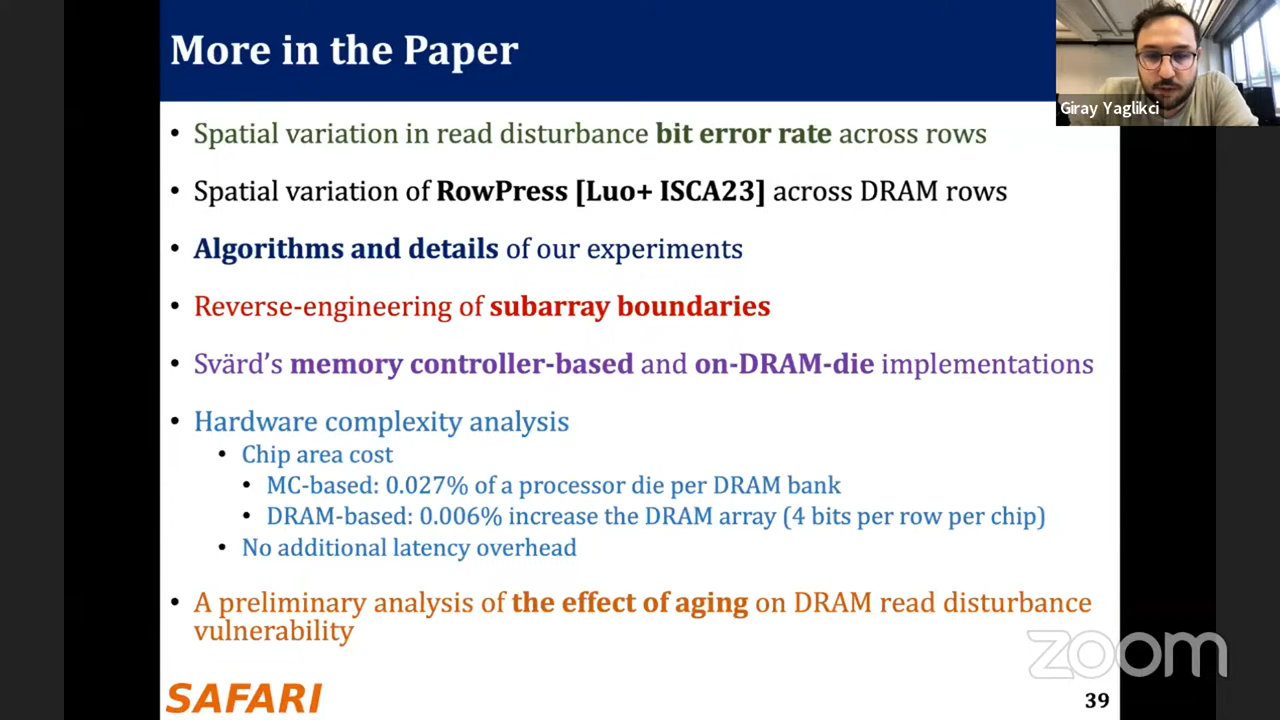 More in the Paper
Giray Yaglikci
• Spatial variation in read disturbance bit error rate across rows
• Spatial variation of RowPress [Luo+ ISCA23] across DRAM rows
• Algorithms and details of our experiments
• Reverse-engineering of subarray boundaries
• Svärd’s memory controller-based and on-DRAM-die implementations
• Hardware complexity analysis
• Chip area cost
• MC-based: 0.027% of a processor die per DRAM bank
• DRAM-based: 0.006% increase the DRAM array (4 bits per row per chip)
• No additional latency overhead
• A preliminary analysis of the effect of aging on DRAM read disturbance
vulnerability
zoom
SAFARI
39